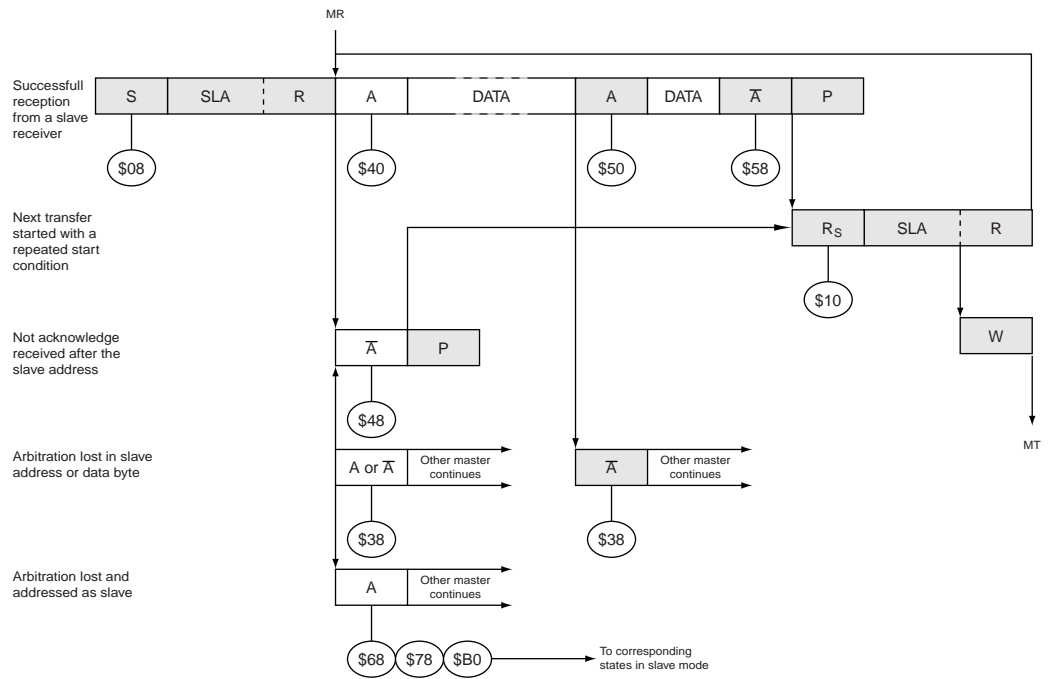 MR
Successfull
reception
from a slave
receiver
S SLA R A DATA A DATA A̅ P
$08 $40 $50 $58
Next transfer
started with a
repeated start
condition
RS SLA R
$10
Not acknowledge
received after the
slave address
A̅ P
W
$48
MT
Arbitration lost in slave
address or data byte
A or A̅
Other master
continues
A̅
Other master
continues
$38 $38
Arbitration lost and
addressed as slave
A
Other master
continues
$68 $78 $B0
To corresponding
states in slave mode